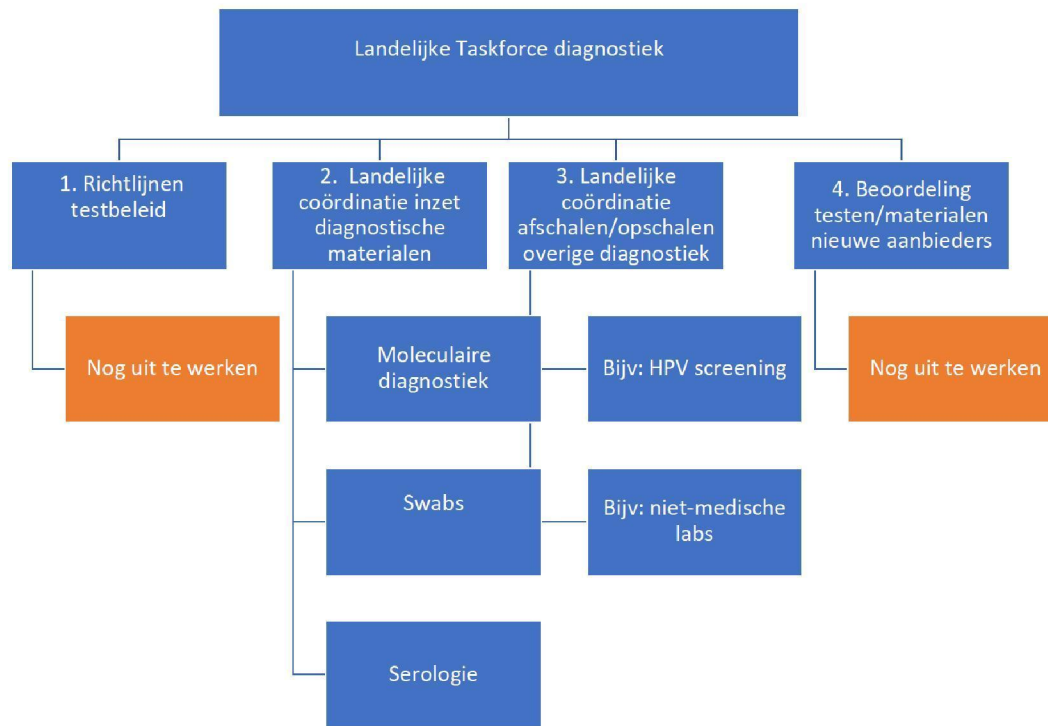 Landelijke Taskforce diagnostiek
1. Richtlijnen
testbeleid
2. Landelijke
coördinatie inzet
diagnostische
materialen
3. Landelijke
coördinatie
afschalen/opschalen
overige diagnostiek
4. Beoordeling
testen/materialen
nieuwe aanbieders
Nog uit te werken
Moleculaire
diagnostiek
Bijv: HPV screening
Nog uit te werken
Swabs
Bijv: niet-medische
labs
Serologie